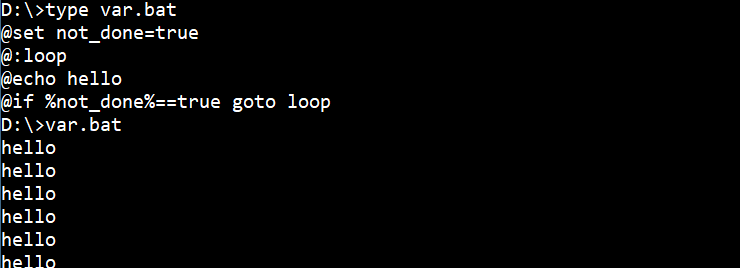 D:\>type var.bat
@set not_done=true
@:loop
@echo hello
@if %not_done%==true goto loop
D:\>var.bat
hello
hello
hello
hello
hello
hello